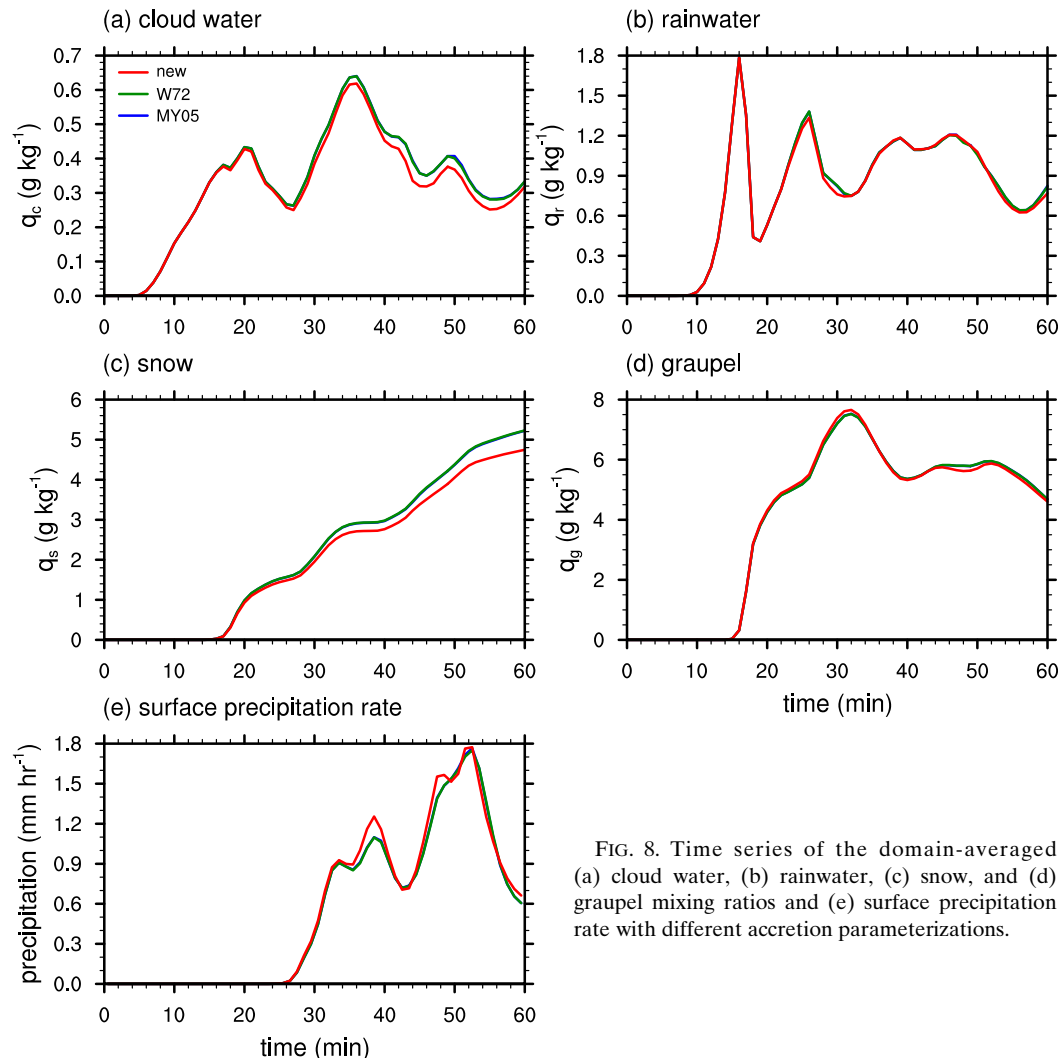 (a) cloud water
(b) rainwater
0.7
0.6
0.5
0.4
0.3
0.2
0.1
0.0
q_c (g kg⁻¹)
new
W72
MY05
0 10 20 30 40 50 60
1.8
1.5
1.2
0.9
0.6
0.3
0.0
q_r (g kg⁻¹)
0 10 20 30 40 50 60
(c) snow
(d) graupel
6
5
4
3
2
1
0
q_s (g kg⁻¹)
0 10 20 30 40 50 60
8
6
4
2
0
q_g (g kg⁻¹)
0 10 20 30 40 50 60
time (min)
(e) surface precipitation rate
1.8
1.5
1.2
0.9
0.6
0.3
0.0
precipitation (mm hr⁻¹)
0 10 20 30 40 50 60
time (min)
FIG. 8. Time series of the domain-averaged
(a) cloud water, (b) rainwater, (c) snow, and (d)
graupel mixing ratios and (e) surface precipitation
rate with different accretion parameterizations.